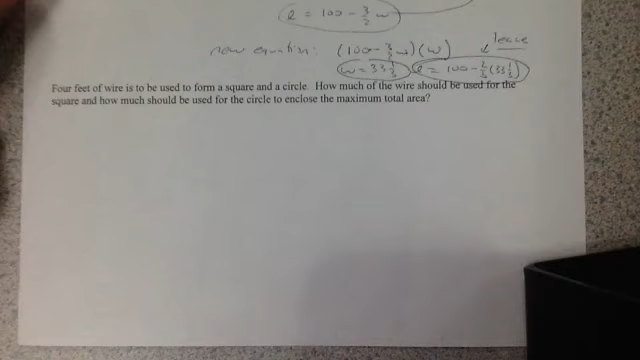 l = 100 - 3/2 w
new equation: (100 - 3/2 w)(w) leave
w = 33 1/3 l = 100 - 2/3 (33 1/3)
Four feet of wire is to be used to form a square and a circle. How much of the wire should be used for the
square and how much should be used for the circle to enclose the maximum total area?